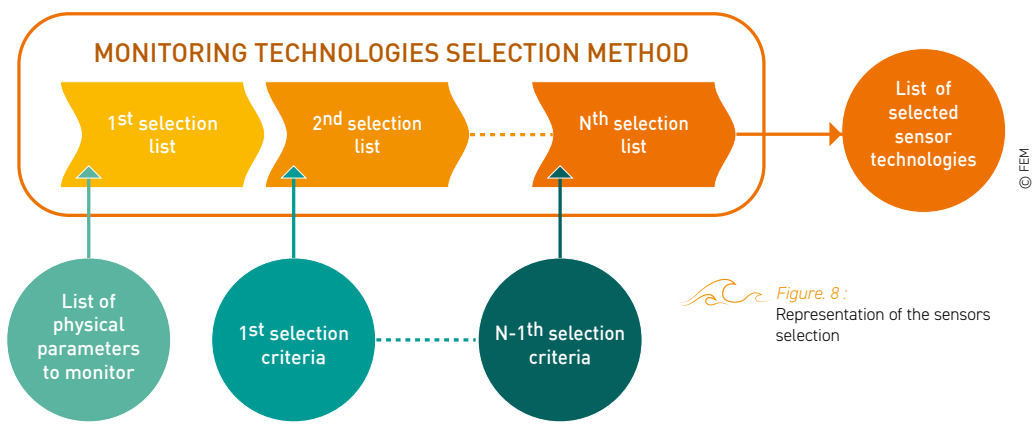 MONITORING TECHNOLOGIES SELECTION METHOD
1st selection
list
2nd selection
list
Nth selection
list
List of
selected
sensor
technologies
© FEM
List of
physical
parameters
to monitor
1st selection
criteria
N-1th selection
criteria
Figure. 8 :
Representation of the sensors
selection